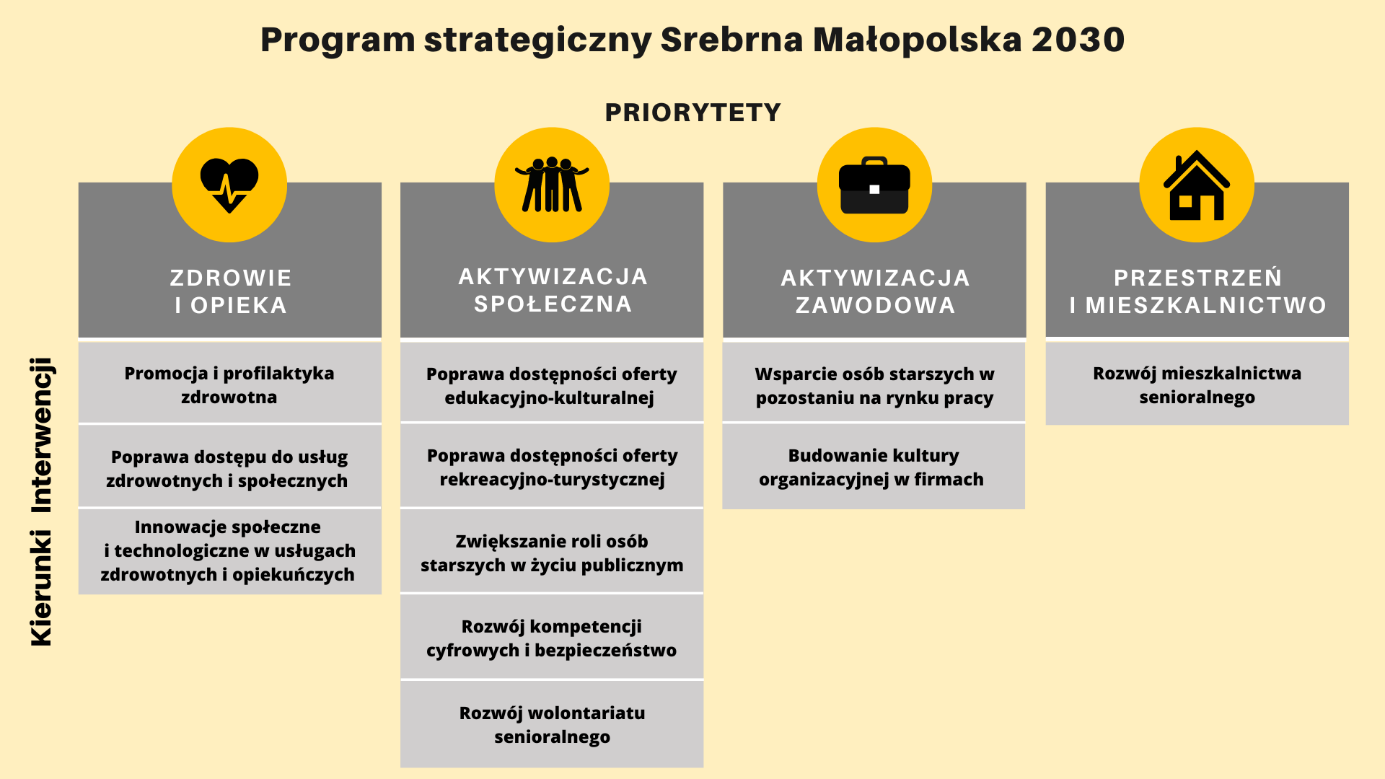 Program strategiczny Srebrna Małopolska 2030
PRIORYTETY
ZDROWIE
I OPIEKA
AKTYWIZACJA
SPOŁECZNA
AKTYWIZACJA
ZAWODOWA
PRZESTRZEŃ
I MIESZKALNICTWO
Kierunki Interwencji
Promocja i profilaktyka
zdrowotna
Poprawa dostępu do usług
zdrowotnych i społecznych
Innowacje społeczne
i technologiczne w usługach
zdrowotnych i opiekuńczych
Poprawa dostępności oferty
edukacyjno-kulturalnej
Poprawa dostępności oferty
rekreacyjno-turystycznej
Zwiększanie roli osób
starszych w życiu publicznym
Rozwój kompetencji
cyfrowych i bezpieczeństwo
Rozwój wolontariatu
senioralnego
Wsparcie osób starszych w
pozostaniu na rynku pracy
Budowanie kultury
organizacyjnej w firmach
Rozwój mieszkalnictwa
senioralnego